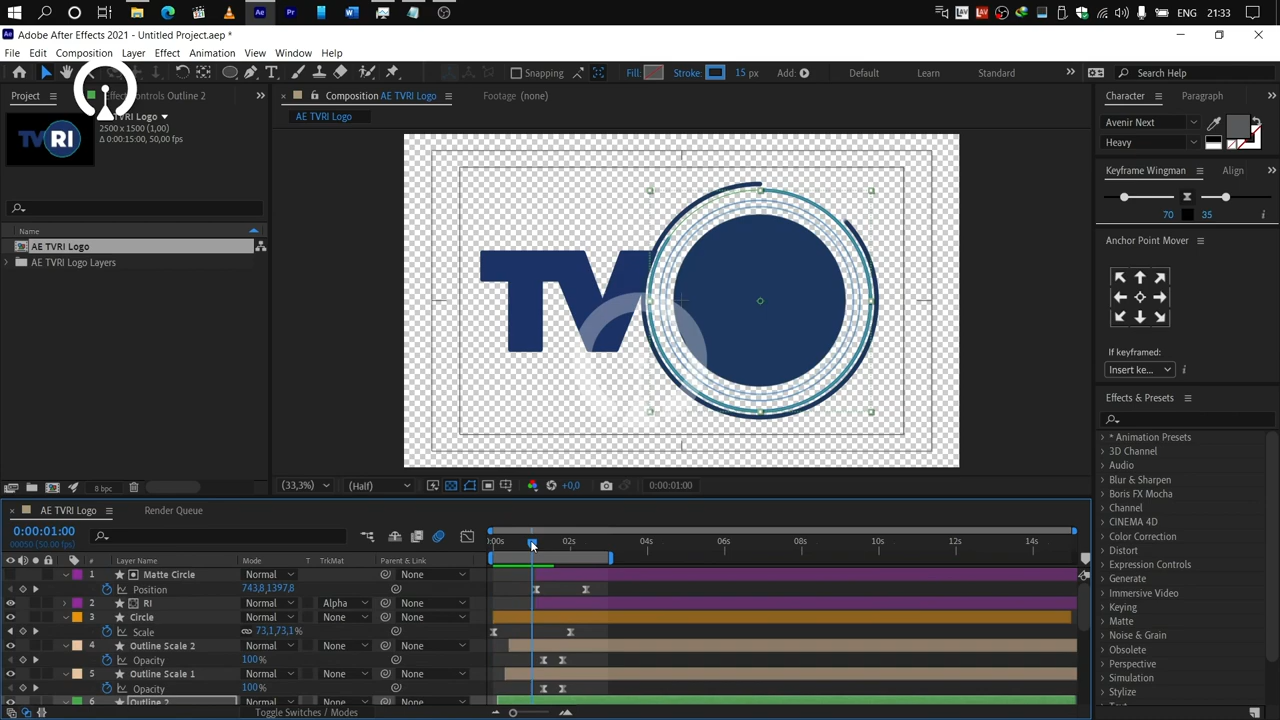 ENG 21:33
Adobe After Effects 2021 - Untitled Project.aep *
File Edit Composition Layer Effect Animation View Window Help
Snapping Fill: Stroke: 15 px Add: Default Learn Standard Search Help
Project Effect Controls Outline 2 Composition AE TVRI Logo Footage (none) Character Paragraph
AE TVRI Logo
TVRI Logo
2500 x 1500 (1,00)
Δ 0:00:15:00, 50,00 fps
TVRI
TV
Avenir Next
Heavy
Keyframe Wingman Align
70 35
Name
AE TVRI Logo
AE TVRI Logo Layers
Anchor Point Mover
If keyframed:
Insert ke...
Effects & Presets
* Animation Presets
3D Channel
Audio
Blur & Sharpen
Boris FX Mocha
Channel
CINEMA 4D
Color Correction
Distort
Expression Controls
Generate
Immersive Video
Keying
Matte
Noise & Grain
Obsolete
Perspective
Simulation
Stylize
8 bpc
(33,3%) (Half) +0,0 0:00:01:00
AE TVRI Logo Render Queue
0:00:01:00
00050 (50.00 fps)
0:00s 02s 04s 06s 08s 10s 12s 14s
# Layer Name Mode T TrkMat Parent & Link
1 Matte Circle Normal None
Position 743,8,1397,8
2 RI Normal Alpha None
3 Circle Normal None
Scale 73,1,73,1%
4 Outline Scale 2 Normal None
Opacity 100%
5 Outline Scale 1 Normal None
Opacity 100%
6 Outline 2 Normal None
Toggle Switches / Modes